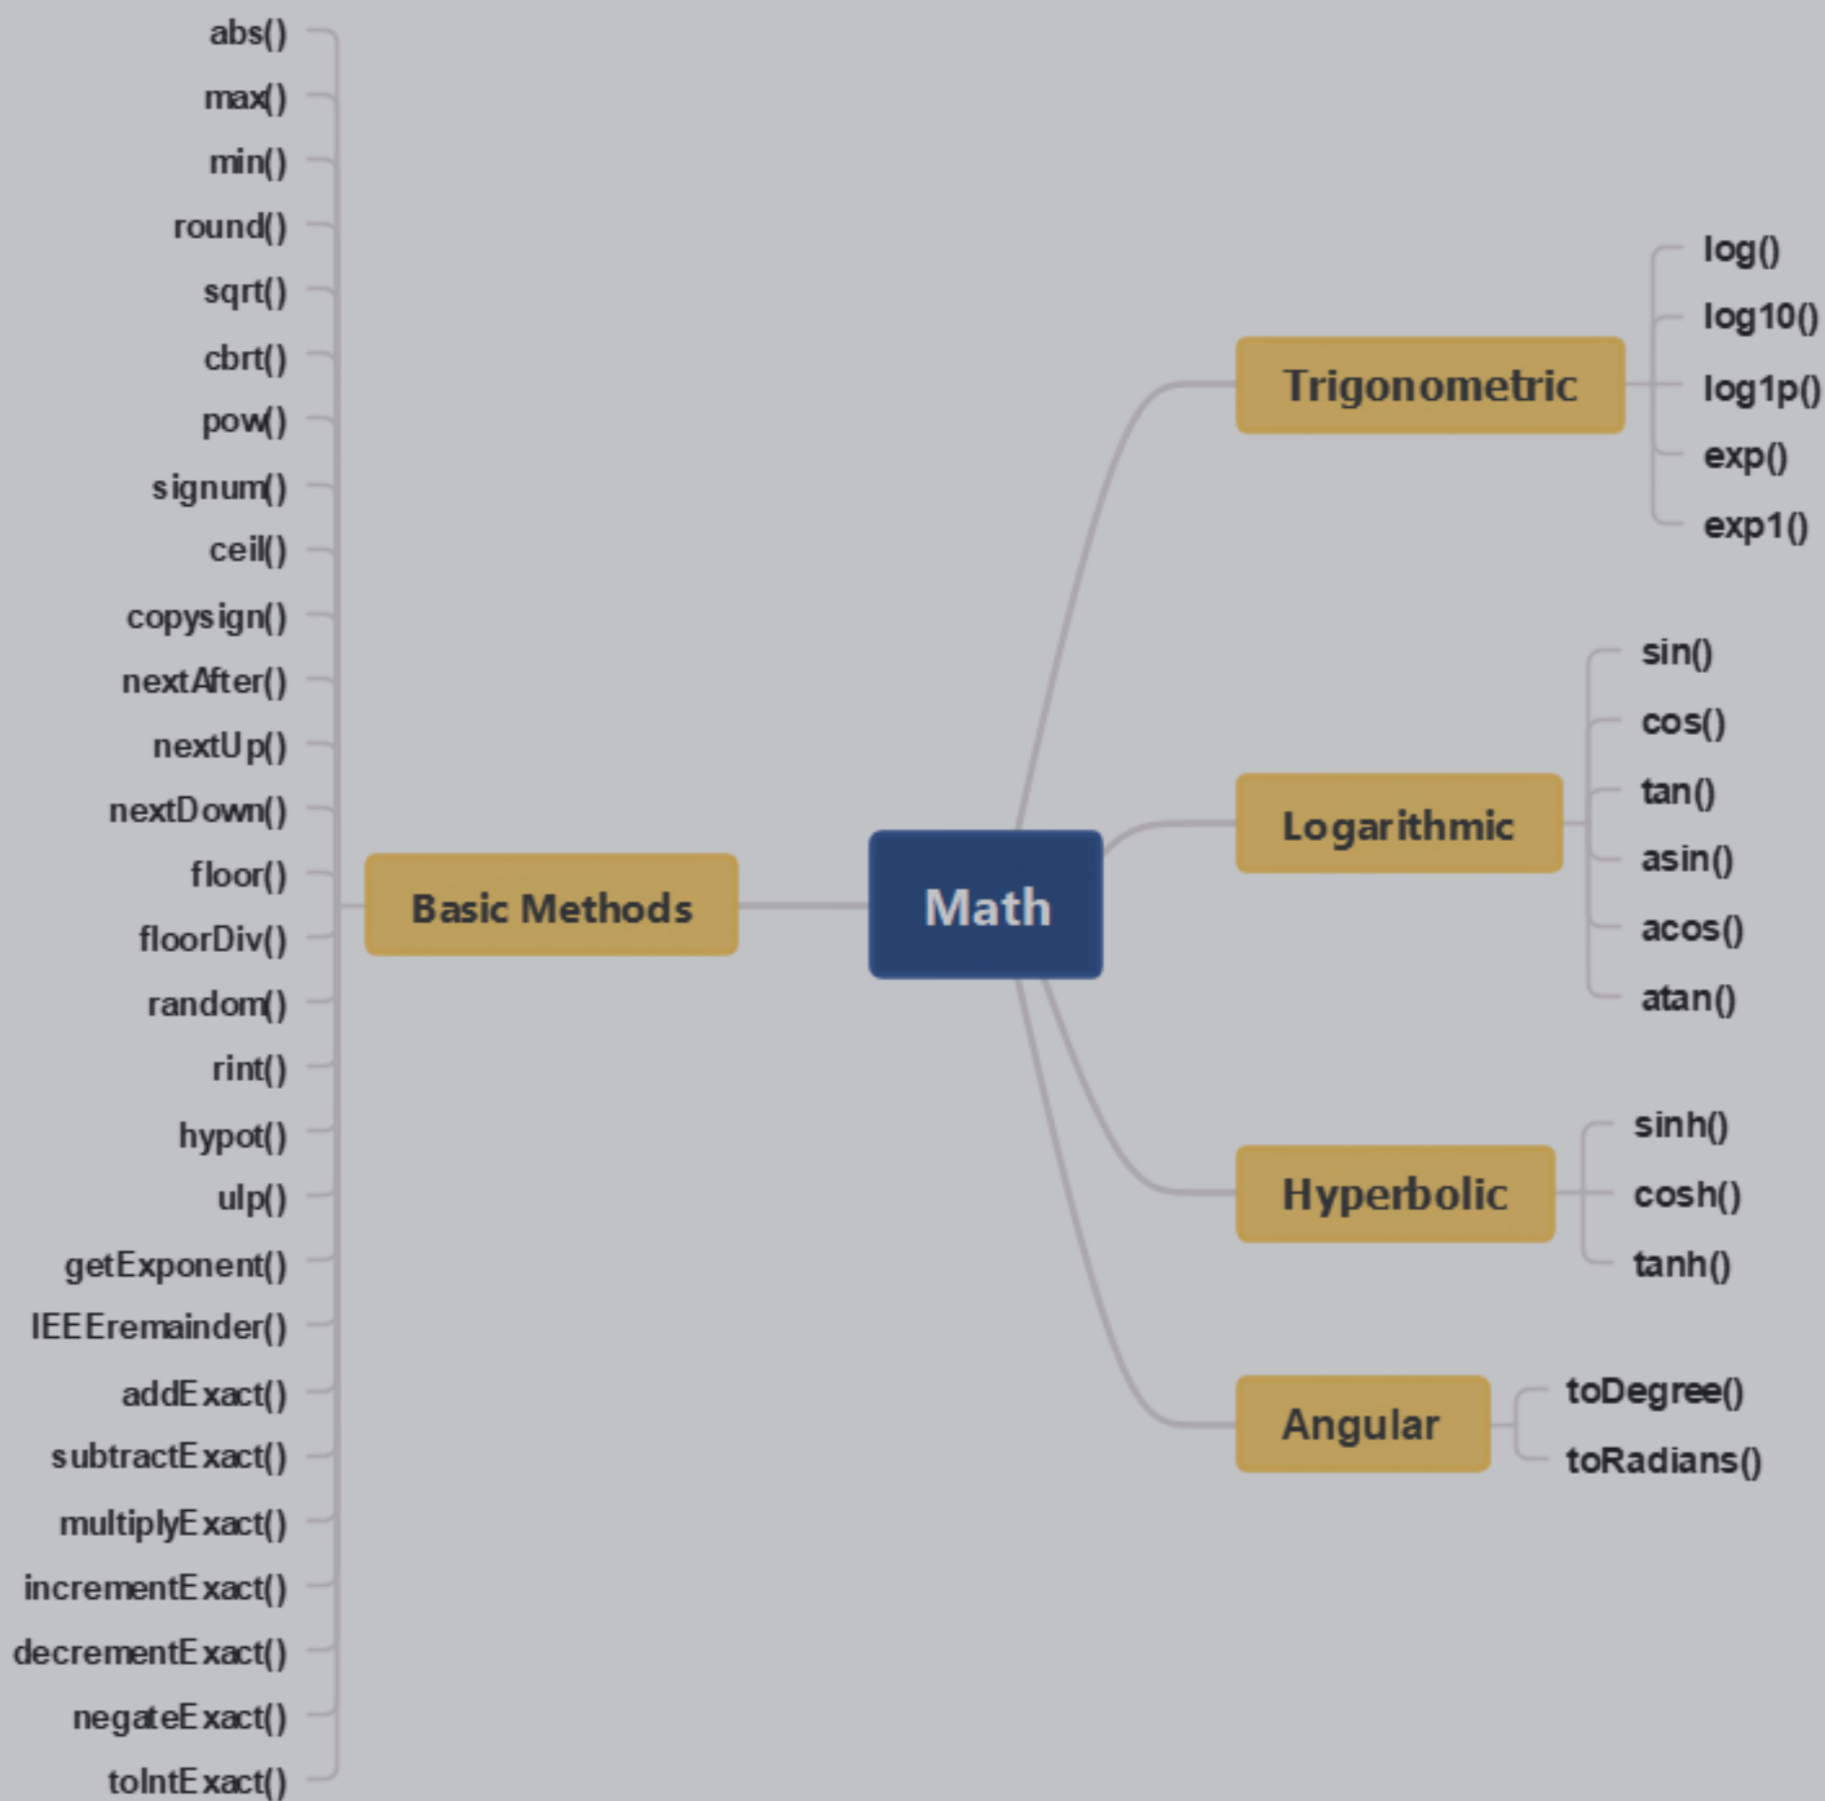 abs()
max()
min()
round()
sqrt()
cbrt()
pow()
signum()
ceil()
copysign()
nextAfter()
nextUp()
nextDown()
floor()
floorDiv()
random()
rint()
hypot()
ulp()
getExponent()
IEEEremainder()
addExact()
subtractExact()
multiplyExact()
incrementExact()
decrementExact()
negateExact()
toIntExact()
Basic Methods
Math
Trigonometric
log()
log10()
log1p()
exp()
exp1()
Logarithmic
sin()
cos()
tan()
asin()
acos()
atan()
Hyperbolic
sinh()
cosh()
tanh()
Angular
toDegree()
toRadians()